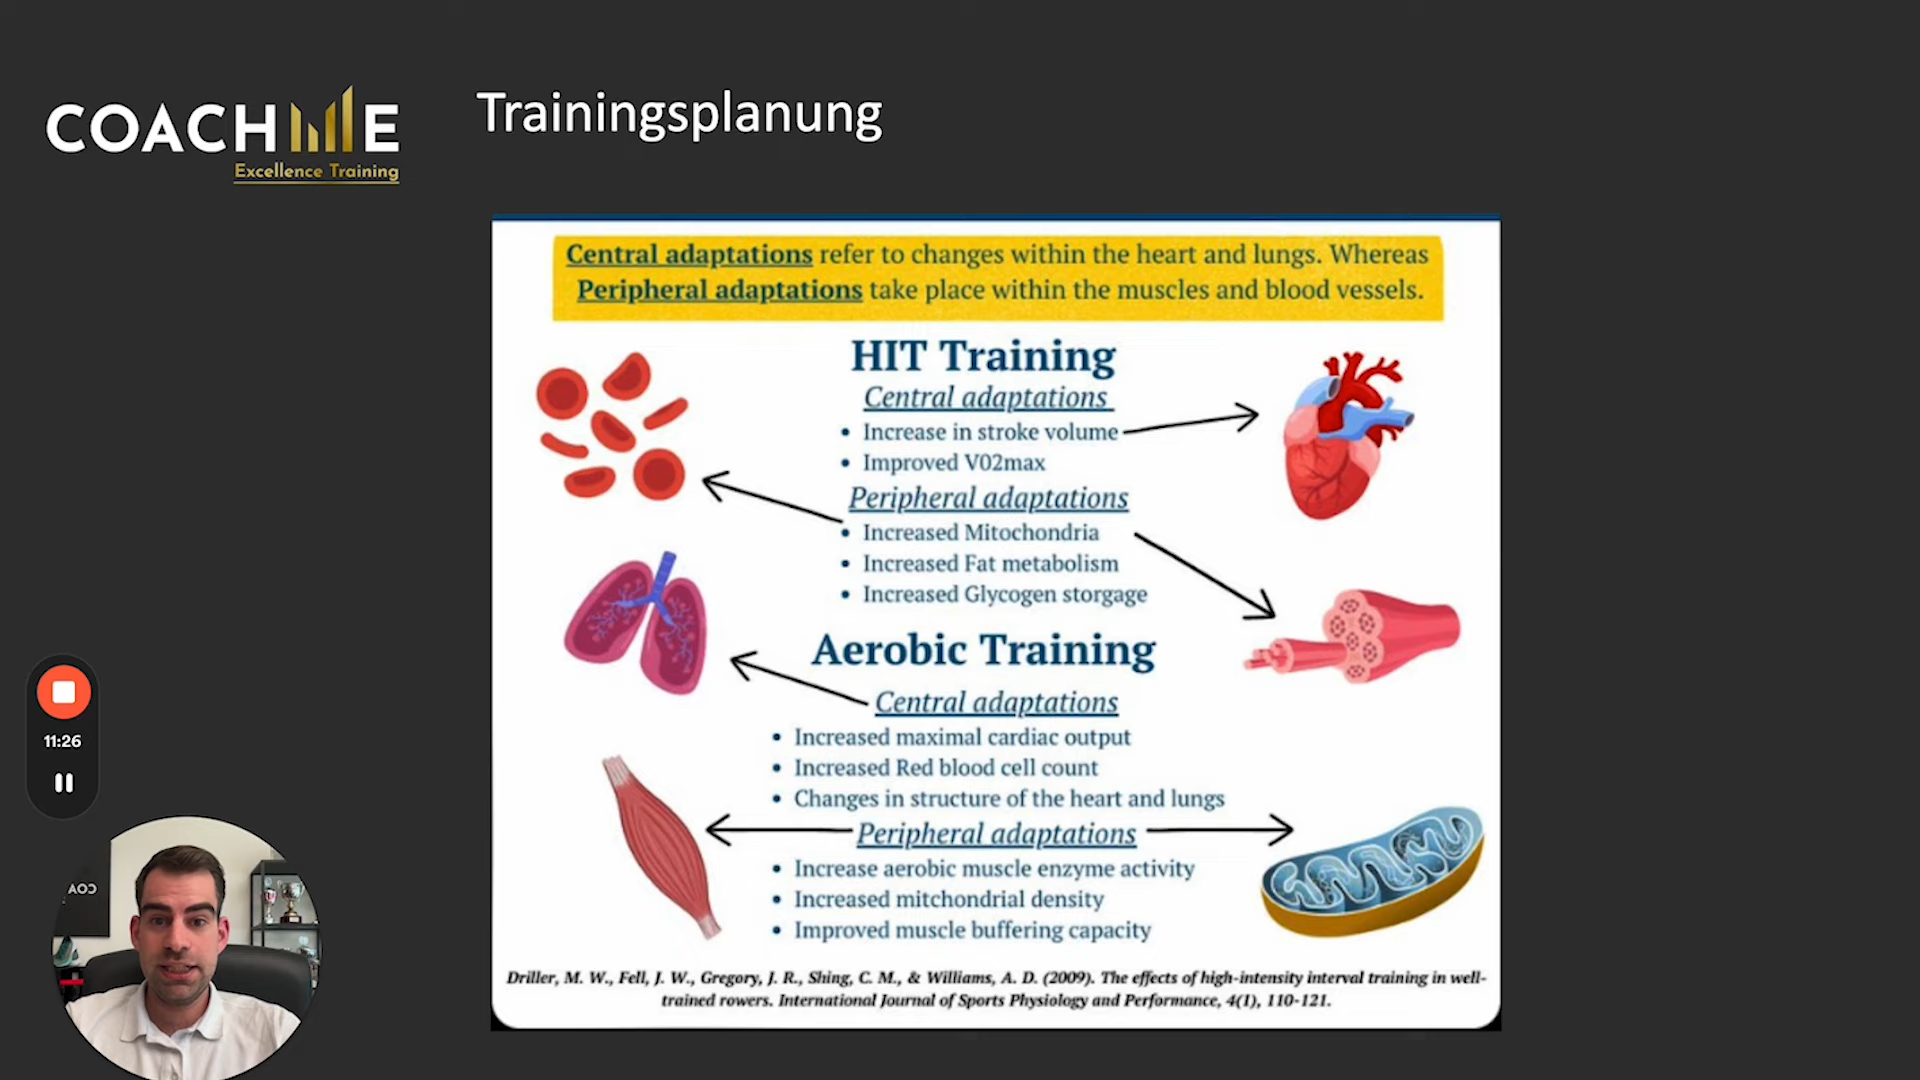 COACH ME
Excellence Training
Trainingsplanung
Central adaptations refer to changes within the heart and lungs. Whereas
Peripheral adaptations take place within the muscles and blood vessels.
HIT Training
Central adaptations
• Increase in stroke volume
• Improved V02max
Peripheral adaptations
• Increased Mitochondria
• Increased Fat metabolism
• Increased Glycogen storgage
Aerobic Training
Central adaptations
• Increased maximal cardiac output
• Increased Red blood cell count
• Changes in structure of the heart and lungs
Peripheral adaptations
• Increase aerobic muscle enzyme activity
• Increased mitchondrial density
• Improved muscle buffering capacity
Driller, M. W., Fell, J. W., Gregory, J. R., Shing, C. M., & Williams, A. D. (2009). The effects of high-intensity interval training in well-
trained rowers. International Journal of Sports Physiology and Performance, 4(1), 110-121.
11:26
COA